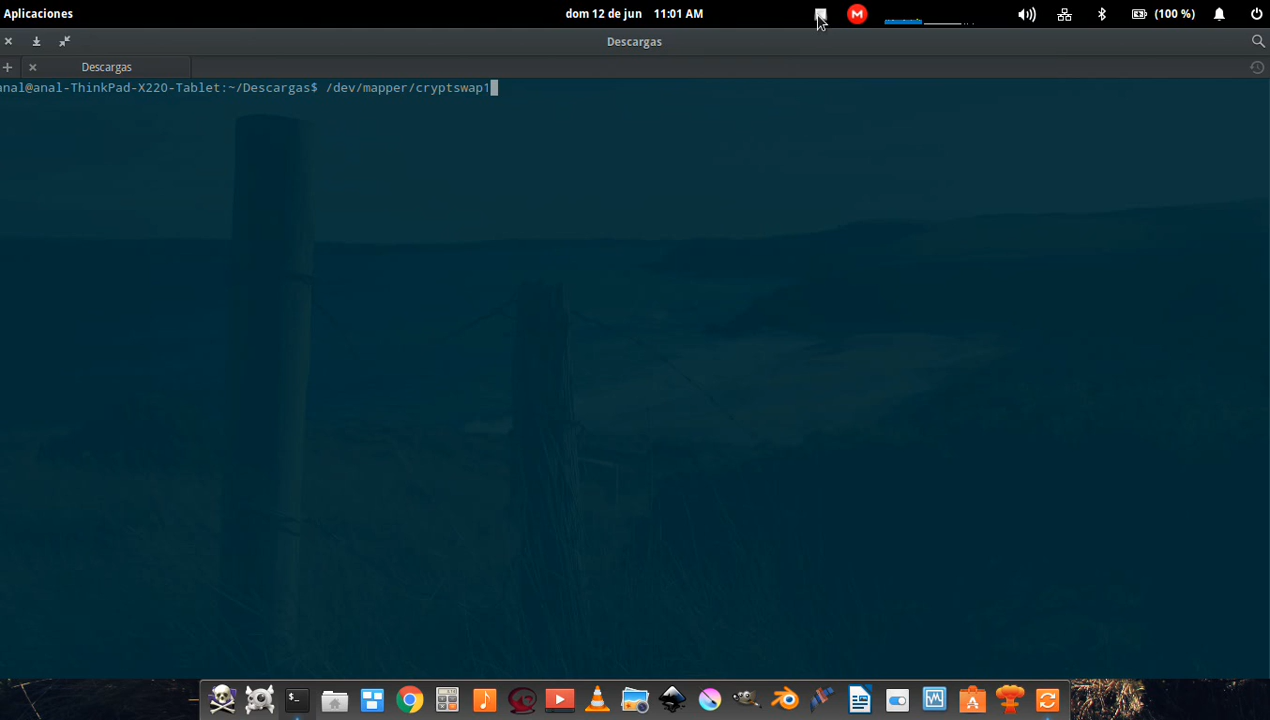 Aplicaciones
dom 12 de jun 11:01 AM
(100 %)
Descargas
Descargas
anal@anal-ThinkPad-X220-Tablet:~/Descargas$ /dev/mapper/cryptswap1